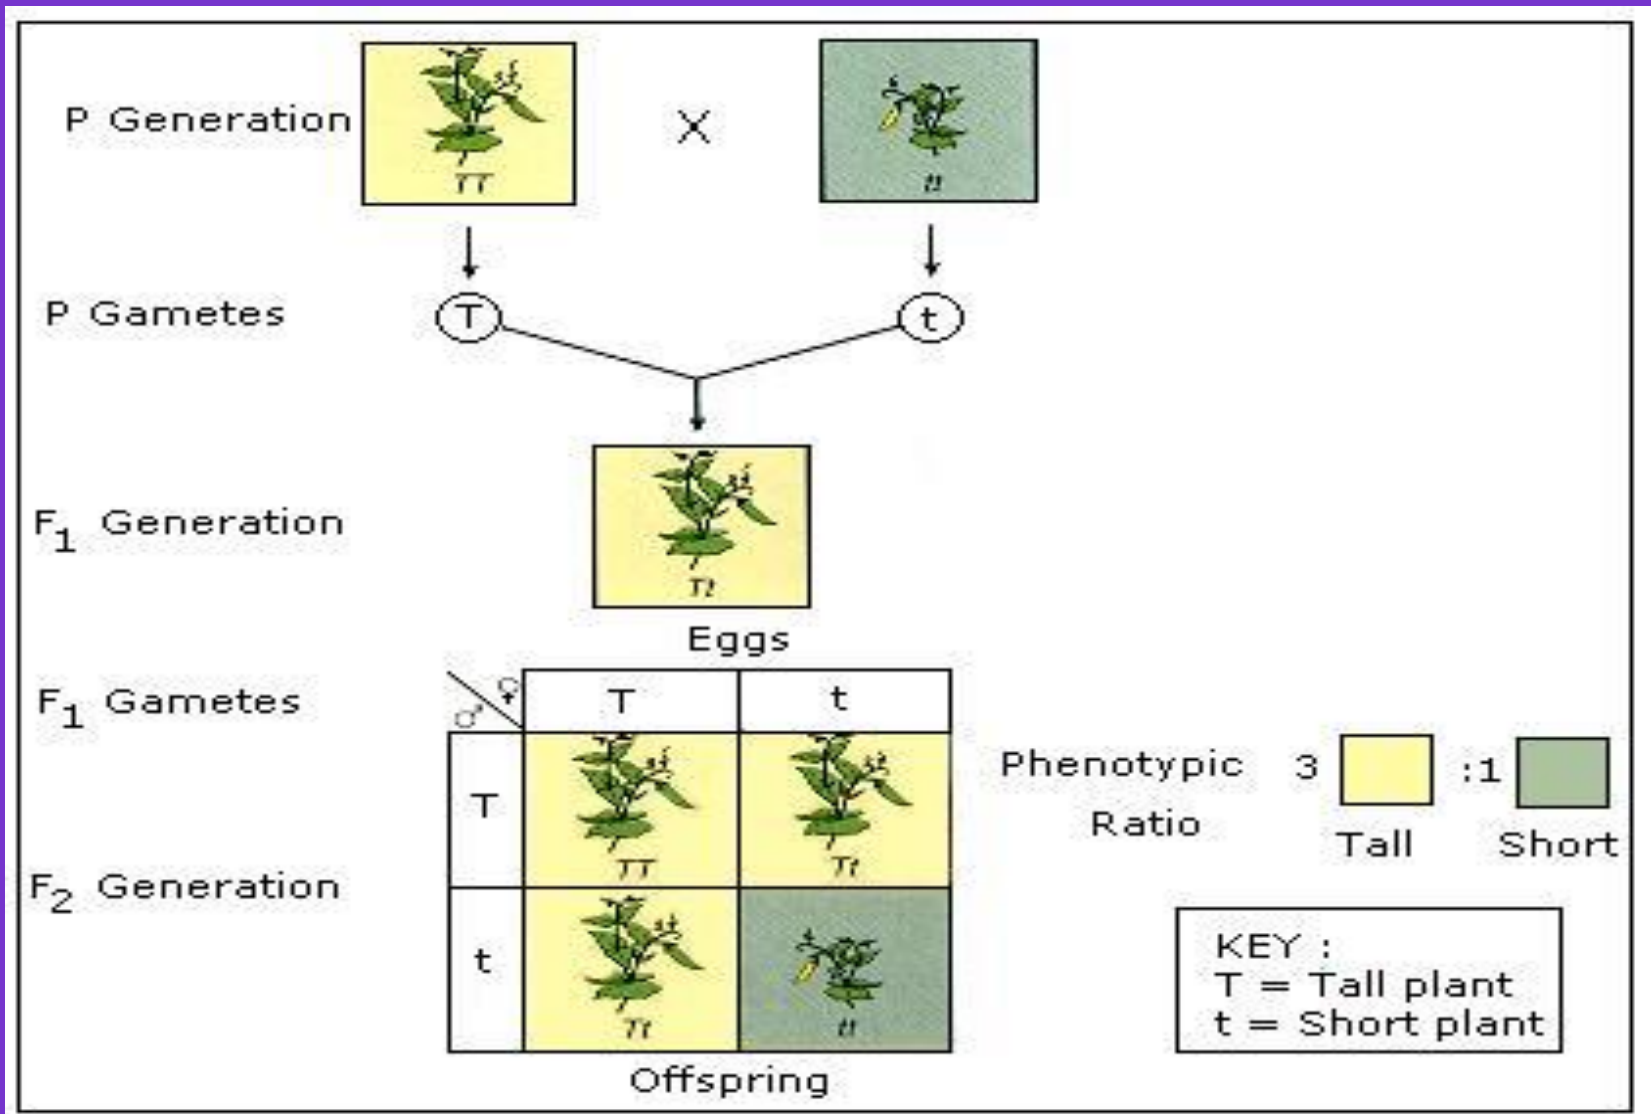 P Generation
TT
X
tt
P Gametes
T
t
F1 Generation
Tt
Eggs
F1 Gametes
♀
♂
T
t
T
TT
Tt
Phenotypic 3 :1
Ratio
Tall
Short
F2 Generation
t
Tt
tt
KEY :
T = Tall plant
t = Short plant
Offspring